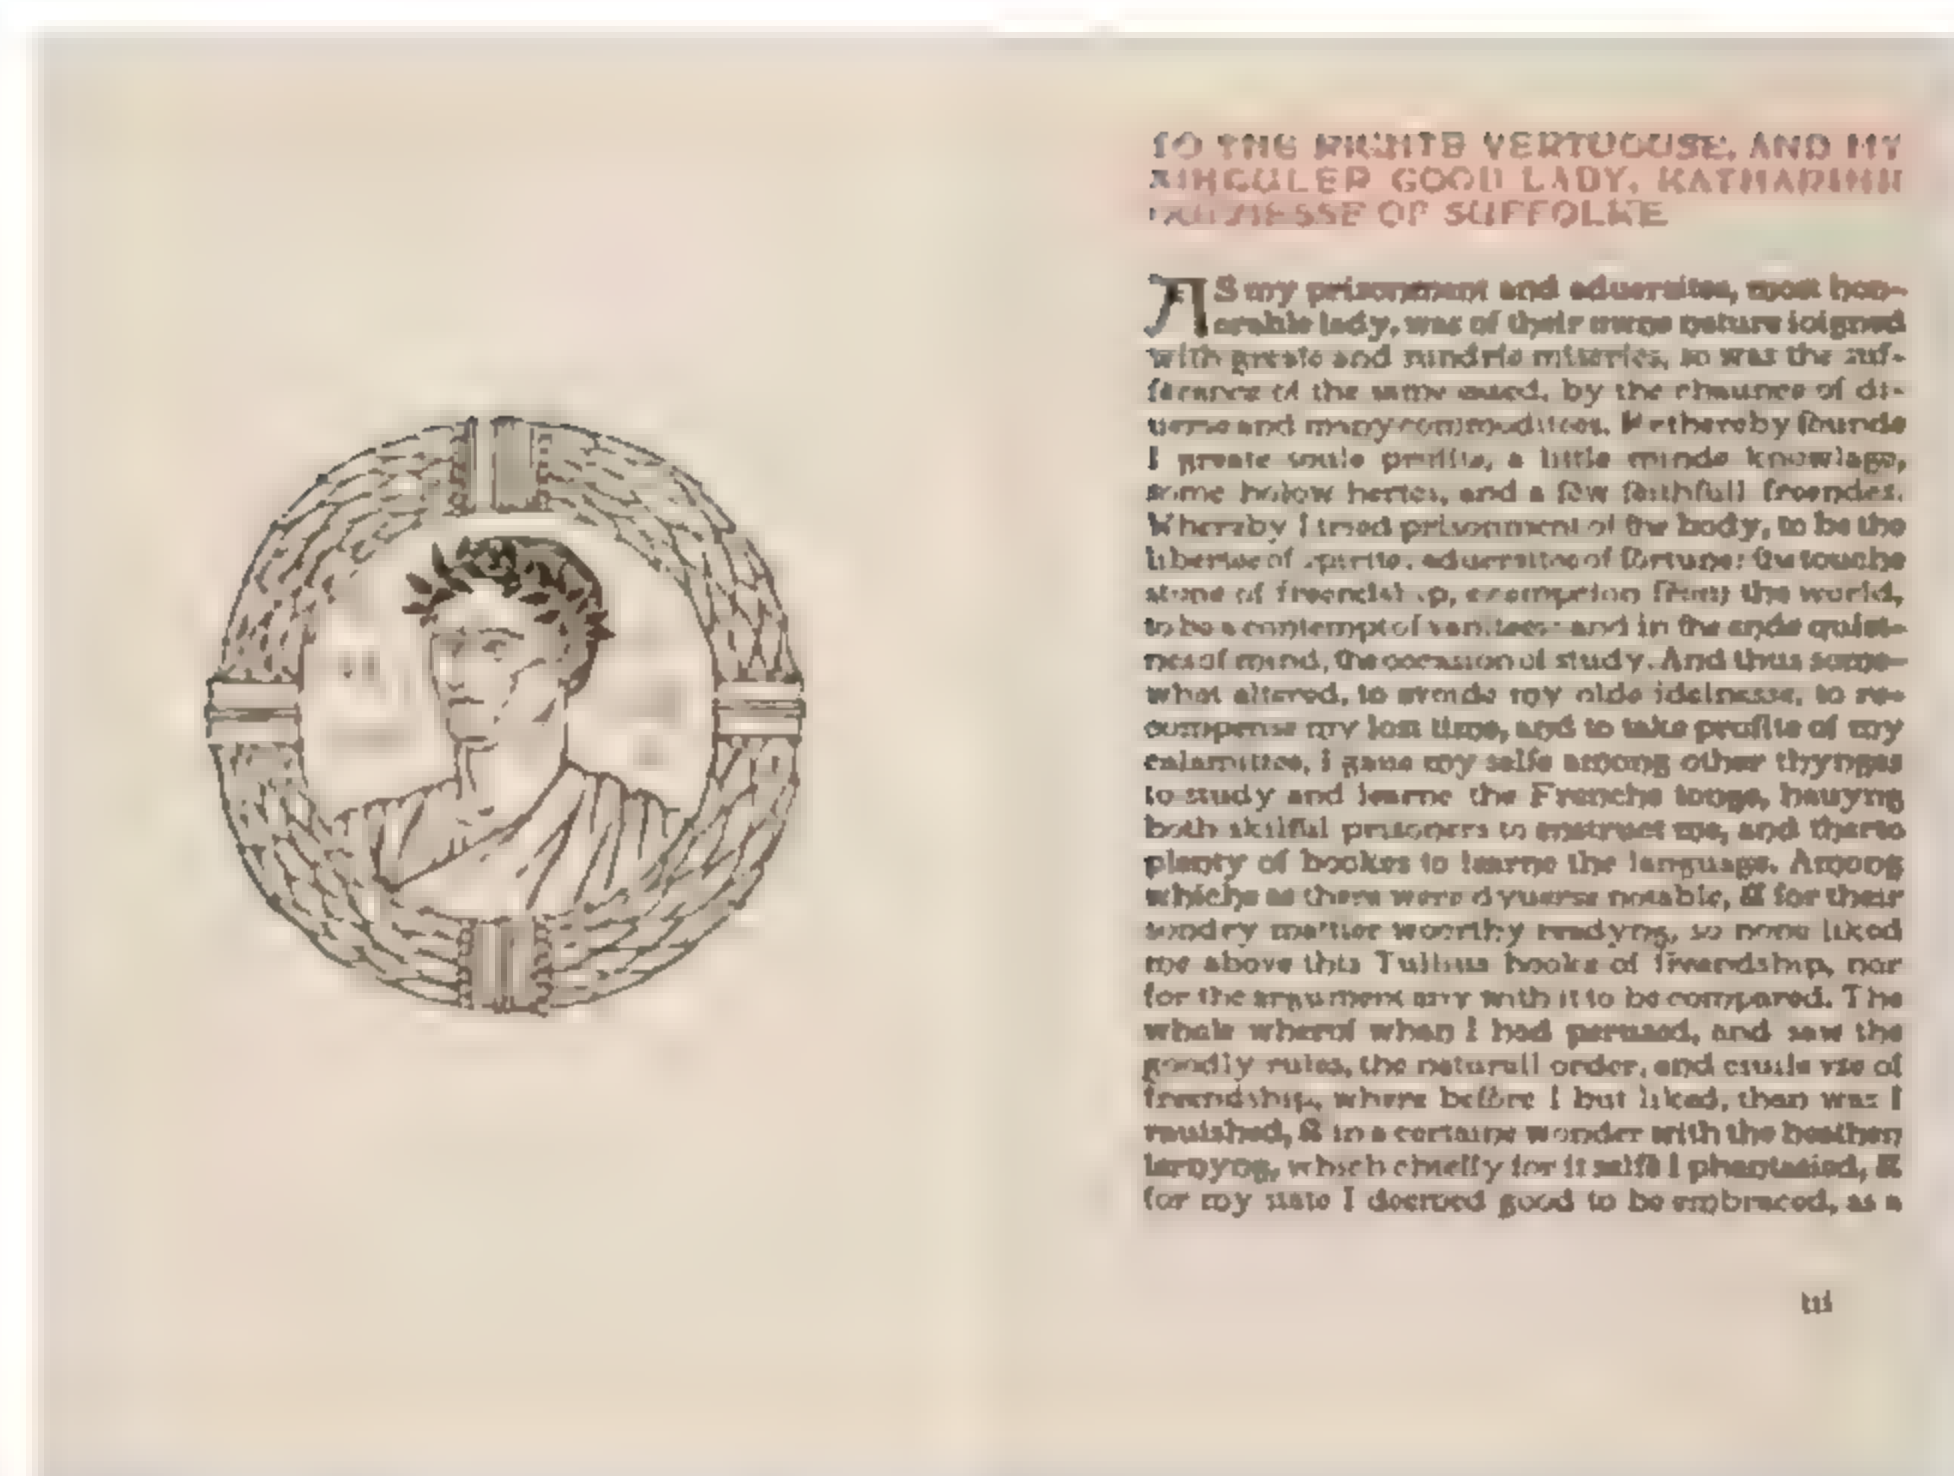 TO THE RIGHTE VERTUOUSE, AND MY
SINGULER GOOD LADY, KATHARINE
DUCHESSE OF SUFFOLKE
AS my prisonment and aduersitee, most hon-
orable lady, was of their owne nature ioigned
with greate and sundrie miseries, so was the suf-
ferance of the same eased, by the chaunce of di-
uerse and many commoditees. For thereby founde
I greate soule profite, a little minde knowlage,
some holow hertes, and a few faithfull freendes.
Whereby I tried prisonment of the body, to be the
libertee of spirite, aduersitee of fortune: the touche
stone of freendship, exempcion from the world,
to be a contempt of vanitees: and in the ende quiet-
nes of mind, the occasion of study. And thus some-
what altered, to avoide my olde idelnesse, to re-
compense my lost time, and to take profite of my
calamitee, I gaue my selfe among other thynges
to study and learne the Frenche tonge, hauyng
both skilfull prisoners to enstruct me, and therto
plenty of bookes to learne the language. Among
whiche as there were dyuerse notable, & for their
sondry matter woorthy readyng, so none liked
me above this Tullius booke of freendship, nor
for the argument any with it to be compared. The
whole wherof when I had perused, and saw the
goodly rules, the naturall order, and ciuile vse of
freendship, where before I but liked, than was I
rauished, & in a certaine wonder with the heathen
lernyng, which chiefly for it selfe I phantasied, &
for my state I deemed good to be embraced, as a
iii